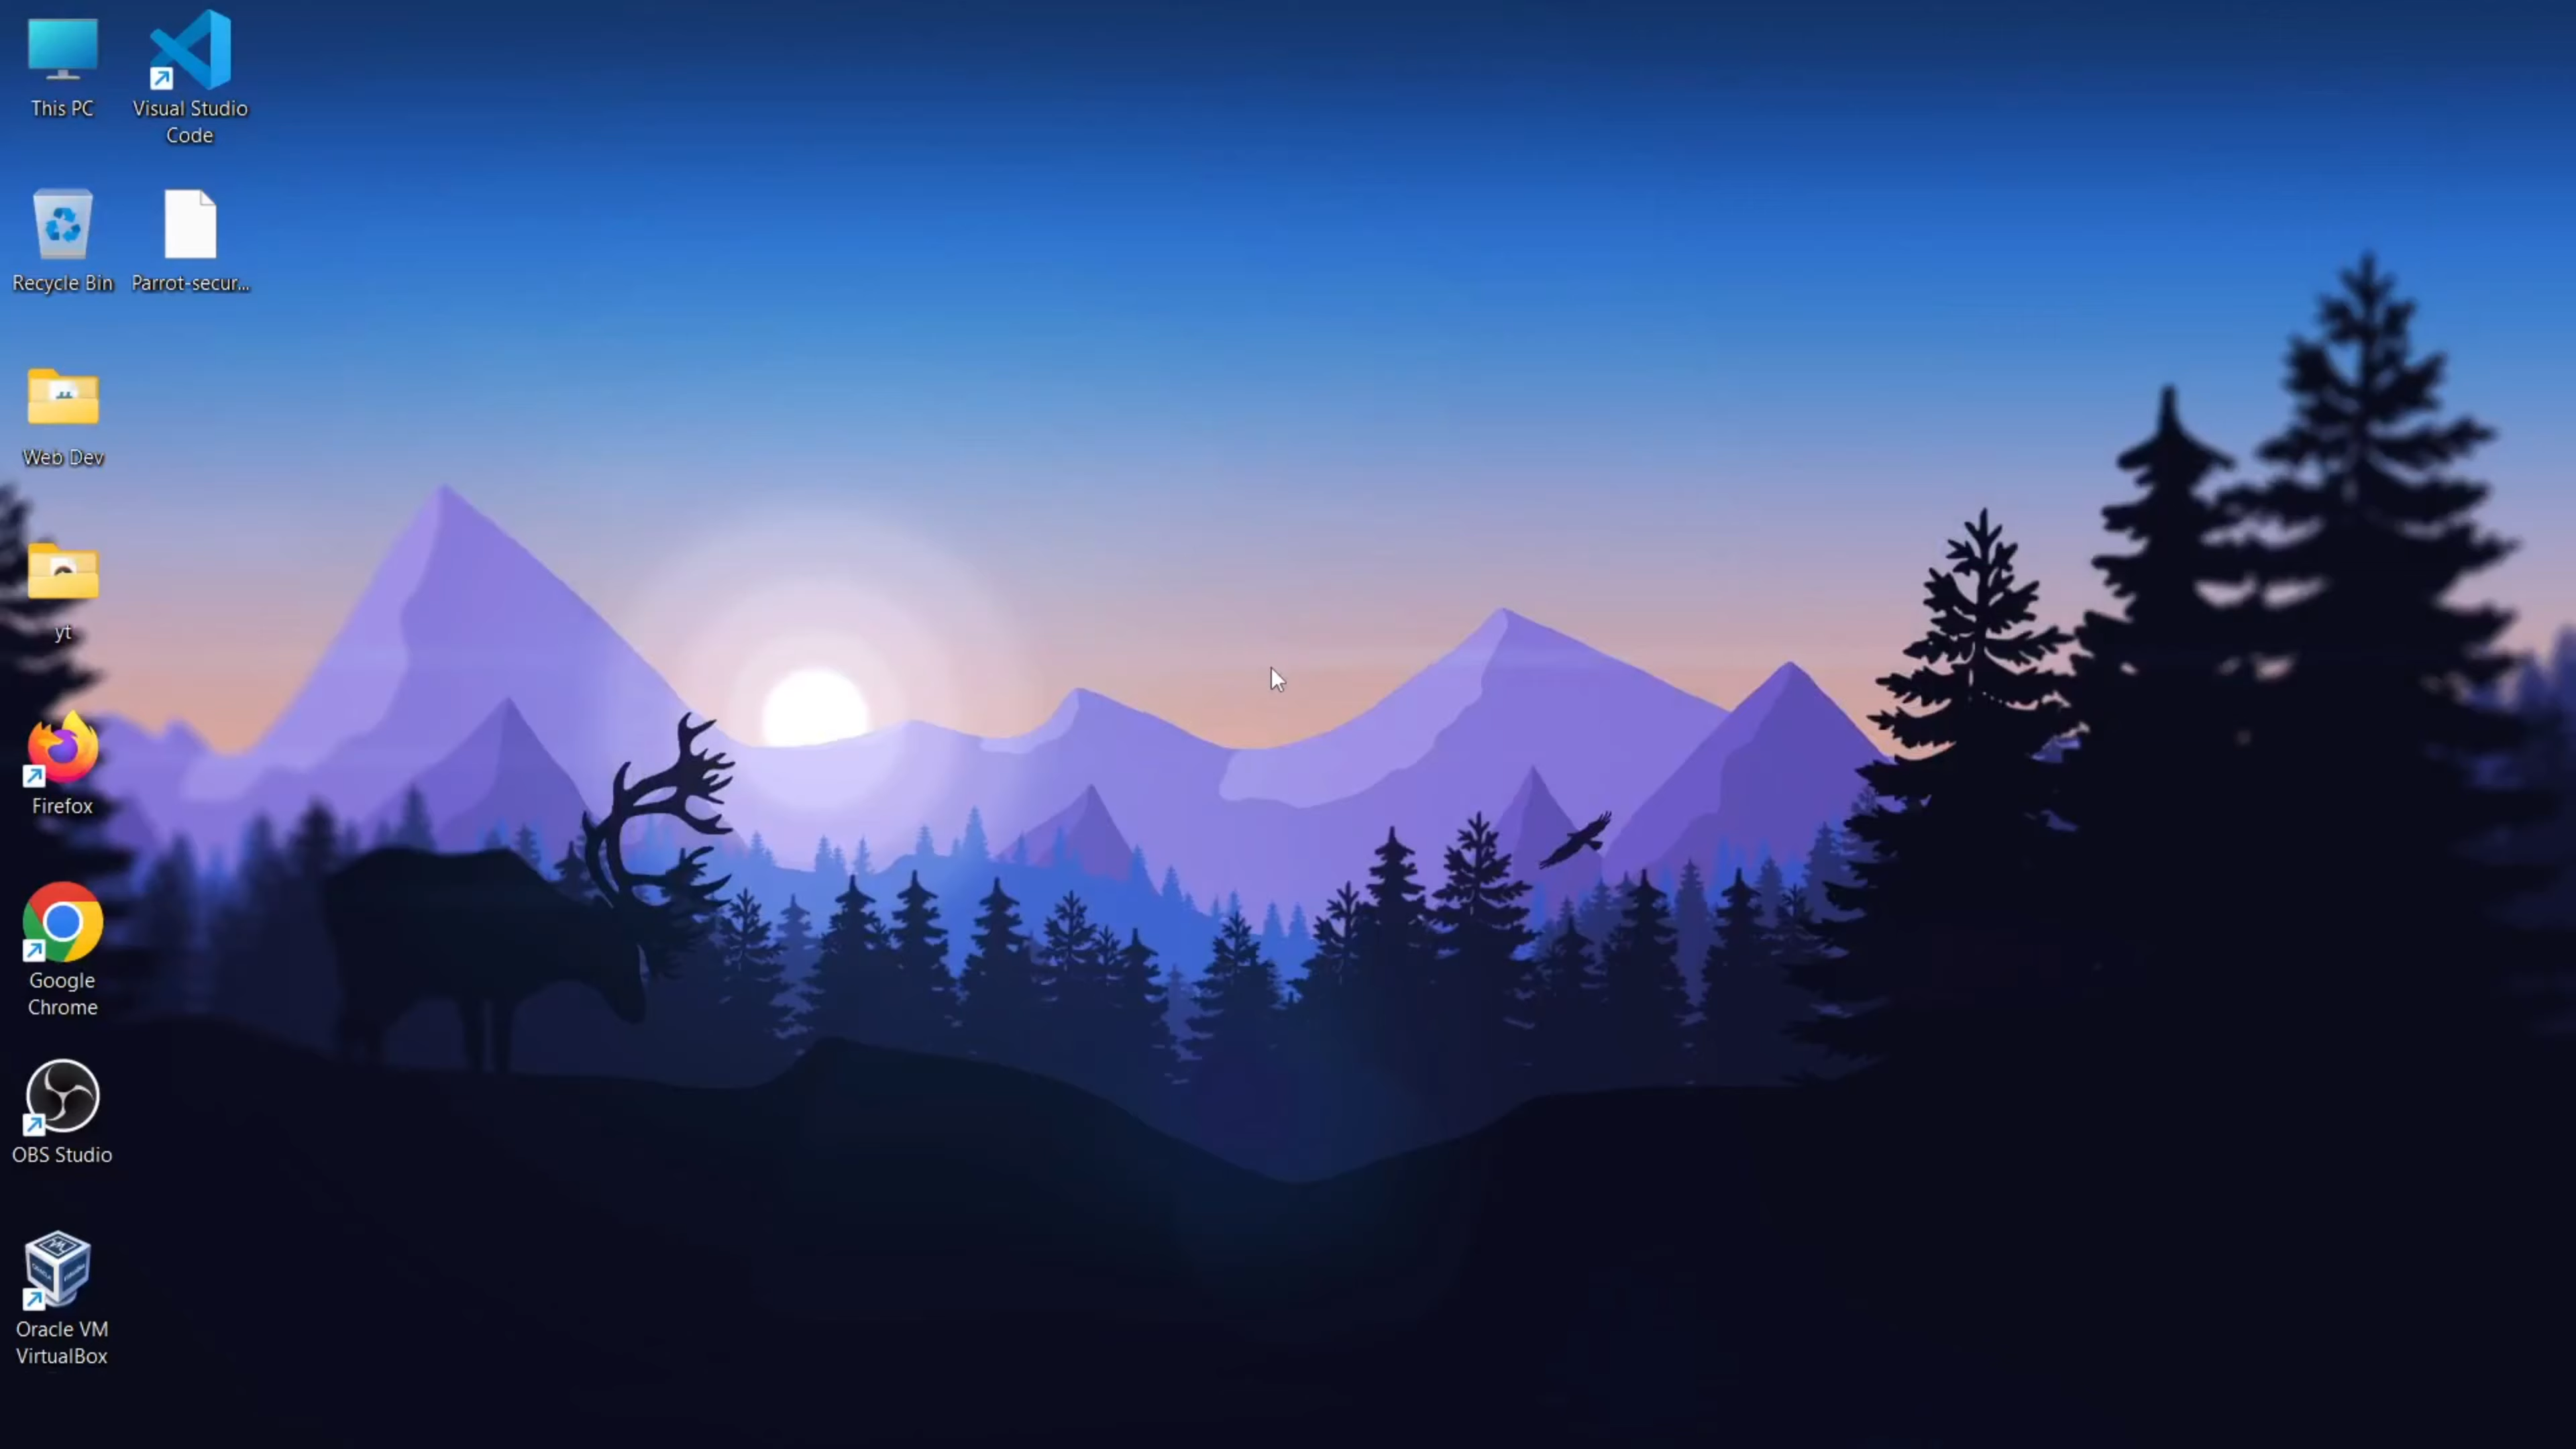 This PC
Visual Studio
Code
Recycle Bin
Parrot-secur...
Web Dev
yt
Firefox
Google
Chrome
OBS Studio
Oracle VM
VirtualBox